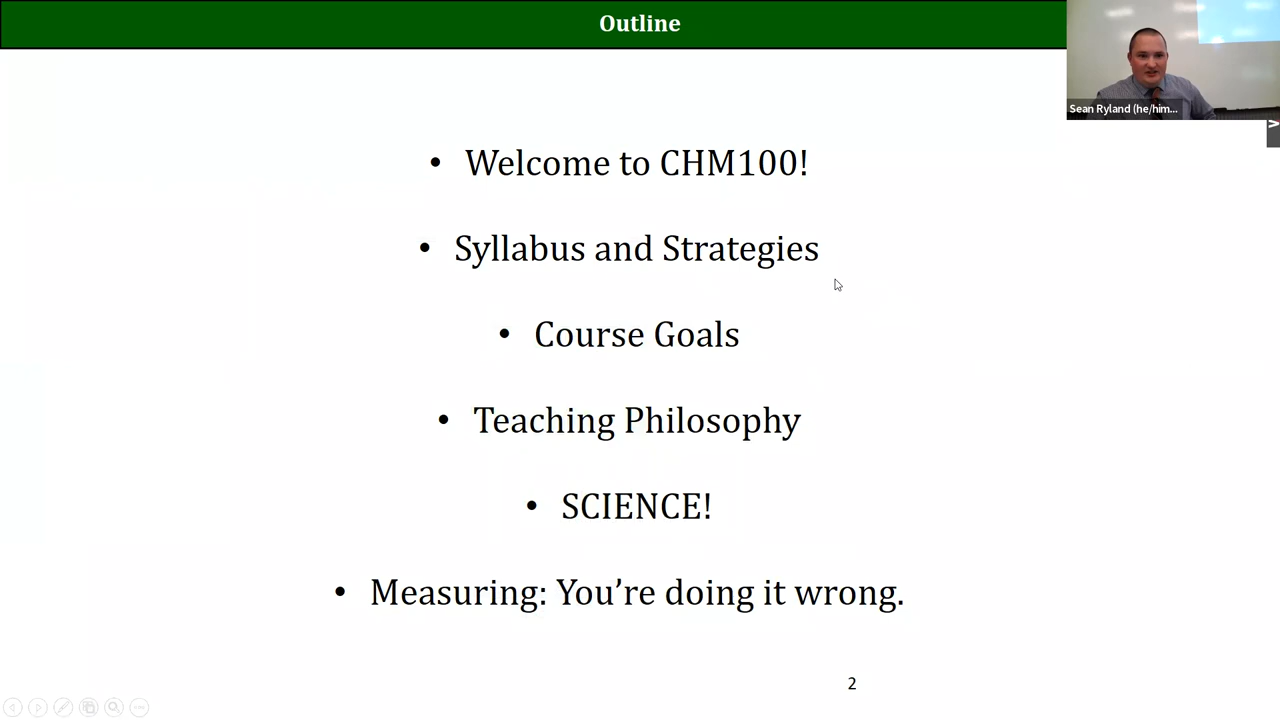 Outline
Sean Ryland (he/him...
• Welcome to CHM100!
• Syllabus and Strategies
• Course Goals
• Teaching Philosophy
• SCIENCE!
• Measuring: You’re doing it wrong.
2